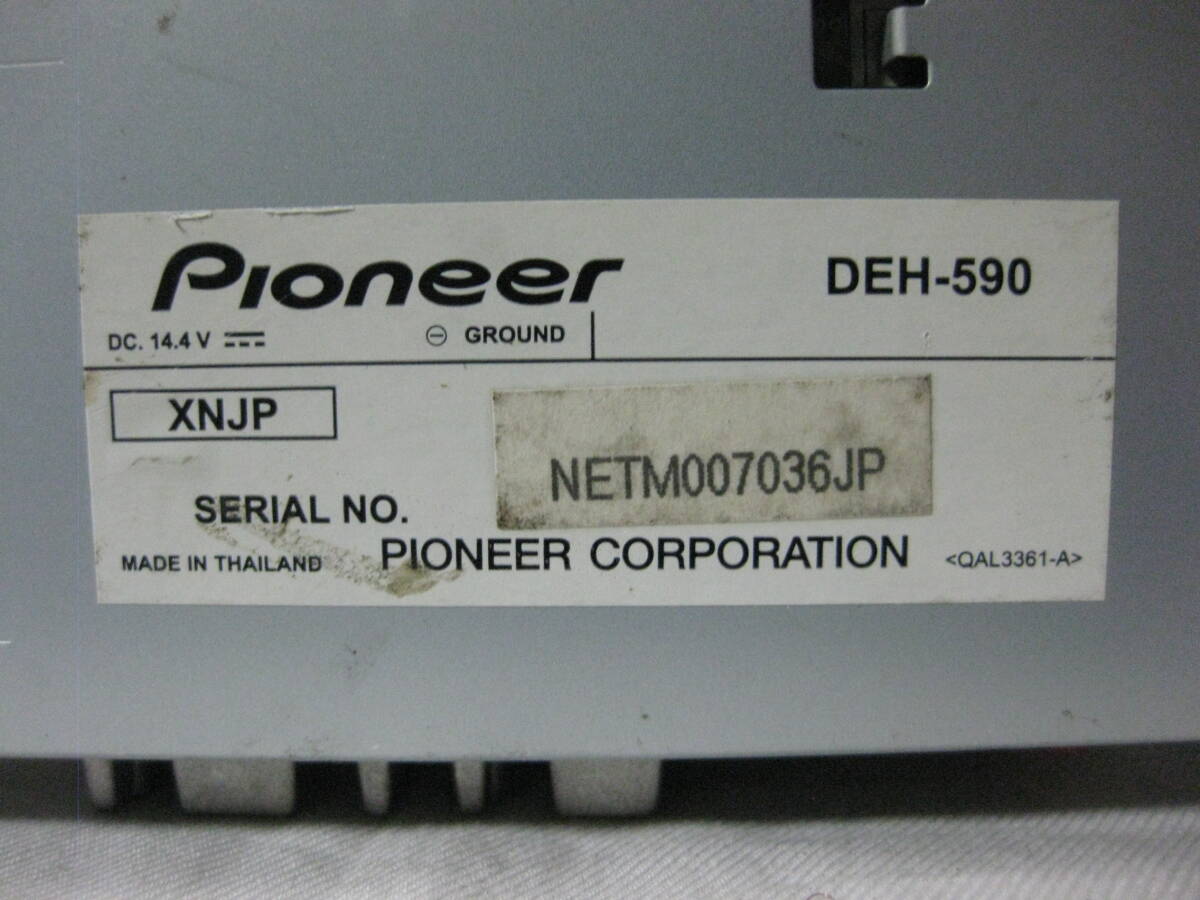 Pioneer DEH-590
DC. 14.4 V ⎓ ⊖ GROUND
XNJP
NETM007036JP
SERIAL NO.
MADE IN THAILAND PIONEER CORPORATION <QAL3361-A>